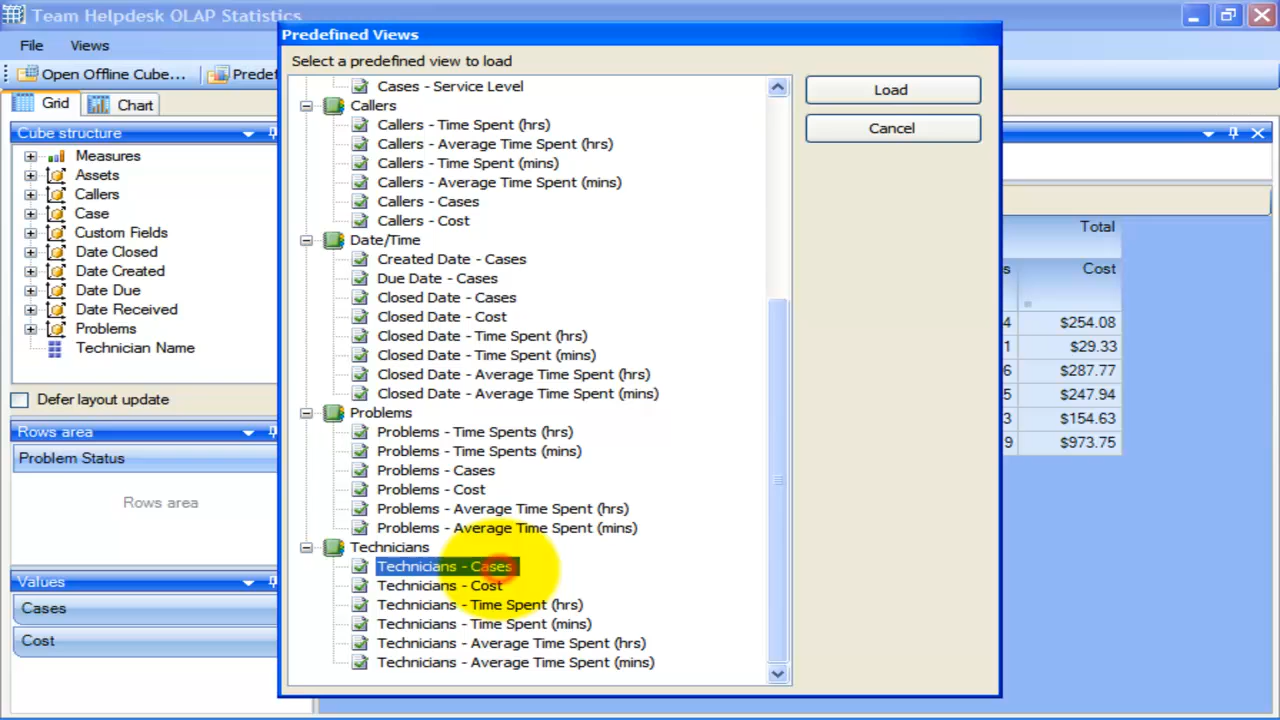 Team Helpdesk OLAP Statistics
File Views
Open Offline Cube...
Grid Chart
Cube structure
Measures
Assets
Callers
Case
Custom Fields
Date Closed
Date Created
Date Due
Date Received
Problems
Technician Name
Defer layout update
Rows area
Problem Status
Rows area
Values
Cases
Cost
Predefined Views
Select a predefined view to load
Cases - Service Level
Callers
Callers - Time Spent (hrs)
Callers - Average Time Spent (hrs)
Callers - Time Spent (mins)
Callers - Average Time Spent (mins)
Callers - Cases
Callers - Cost
Date/Time
Created Date - Cases
Due Date - Cases
Closed Date - Cases
Closed Date - Cost
Closed Date - Time Spent (hrs)
Closed Date - Time Spent (mins)
Closed Date - Average Time Spent (hrs)
Closed Date - Average Time Spent (mins)
Problems
Problems - Time Spents (hrs)
Problems - Time Spents (mins)
Problems - Cases
Problems - Cost
Problems - Average Time Spent (hrs)
Problems - Average Time Spent (mins)
Technicians
Technicians - Cases
Technicians - Cost
Technicians - Time Spent (hrs)
Technicians - Time Spent (mins)
Technicians - Average Time Spent (hrs)
Technicians - Average Time Spent (mins)
Load
Cancel
Total
s Cost
4 $254.08
1 $29.33
6 $287.77
5 $247.94
3 $154.63
9 $973.75